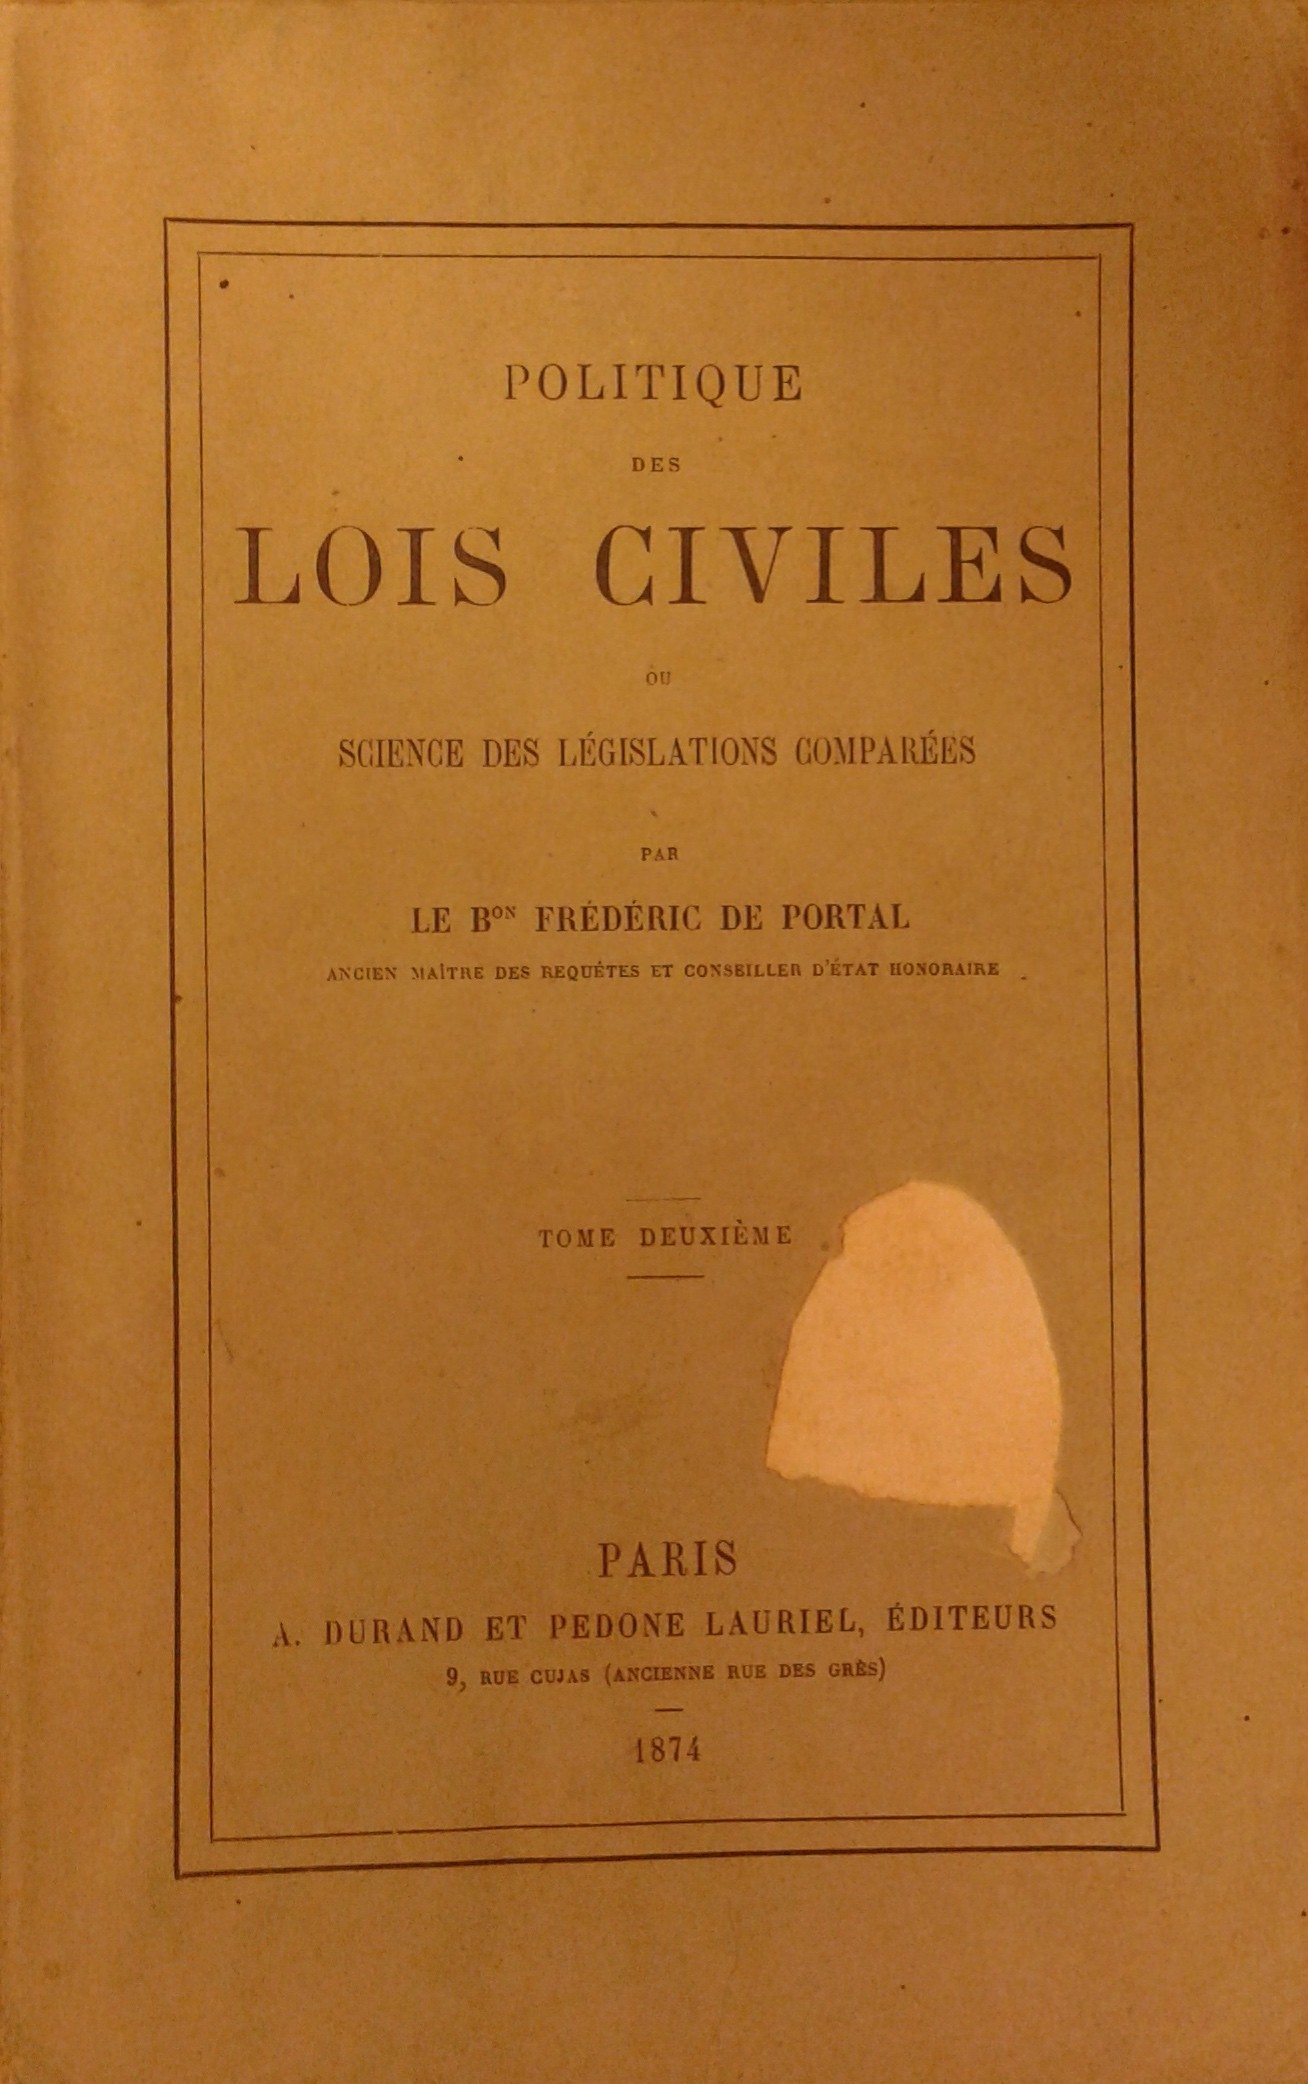 POLITIQUE
DES
LOIS CIVILES
OU
SCIENCE DES LÉGISLATIONS COMPARÉES
PAR
LE BON FRÉDÉRIC DE PORTAL
ANCIEN MAÎTRE DES REQUÊTES ET CONSEILLER D'ÉTAT HONORAIRE
TOME DEUXIÈME
PARIS
A. DURAND ET PEDONE LAURIEL, ÉDITEURS
9, RUE CUJAS (ANCIENNE RUE DES GRÈS)
1874